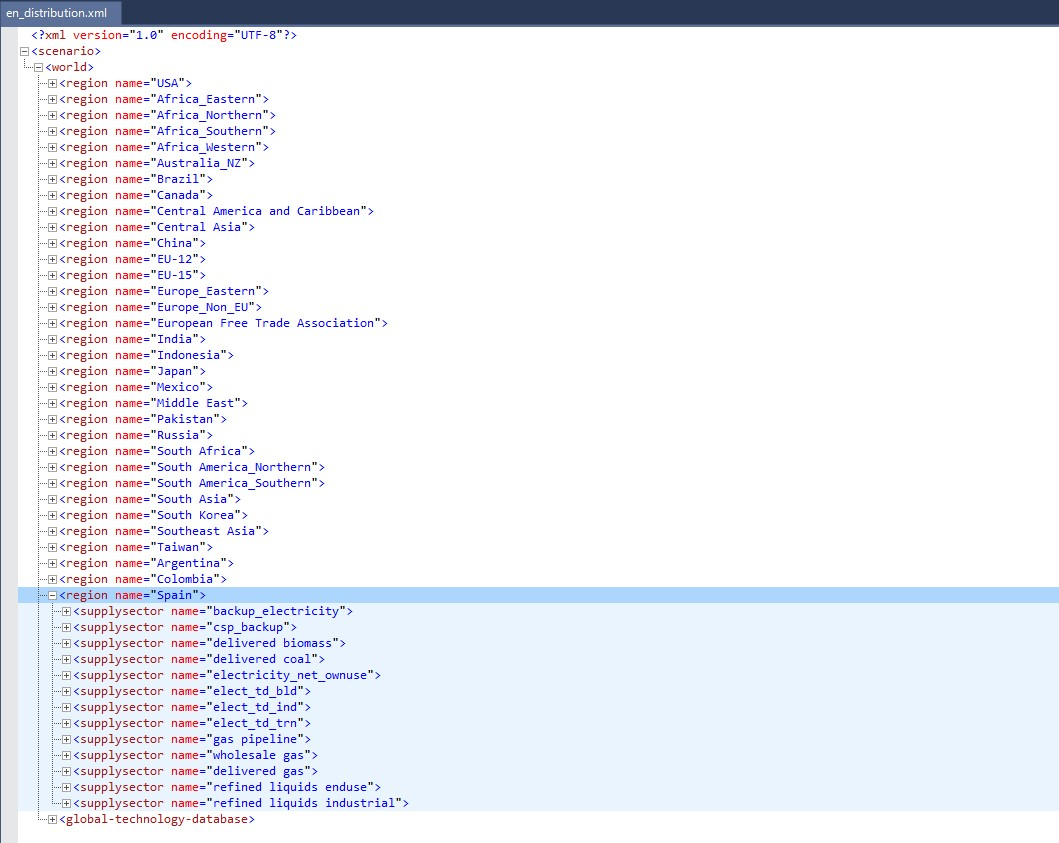 en_distribution.xml
<?xml version="1.0" encoding="UTF-8"?>
<scenario>
<world>
<region name="USA">
<region name="Africa_Eastern">
<region name="Africa_Northern">
<region name="Africa_Southern">
<region name="Africa_Western">
<region name="Australia_NZ">
<region name="Brazil">
<region name="Canada">
<region name="Central America and Caribbean">
<region name="Central Asia">
<region name="China">
<region name="EU-12">
<region name="EU-15">
<region name="Europe_Eastern">
<region name="Europe_Non_EU">
<region name="European Free Trade Association">
<region name="India">
<region name="Indonesia">
<region name="Japan">
<region name="Mexico">
<region name="Middle East">
<region name="Pakistan">
<region name="Russia">
<region name="South Africa">
<region name="South America_Northern">
<region name="South America_Southern">
<region name="South Asia">
<region name="South Korea">
<region name="Southeast Asia">
<region name="Taiwan">
<region name="Argentina">
<region name="Colombia">
<region name="Spain">
<supplysector name="backup_electricity">
<supplysector name="csp_backup">
<supplysector name="delivered biomass">
<supplysector name="delivered coal">
<supplysector name="electricity_net_ownuse">
<supplysector name="elect_td_bld">
<supplysector name="elect_td_ind">
<supplysector name="elect_td_trn">
<supplysector name="gas pipeline">
<supplysector name="wholesale gas">
<supplysector name="delivered gas">
<supplysector name="refined liquids enduse">
<supplysector name="refined liquids industrial">
<global-technology-database>